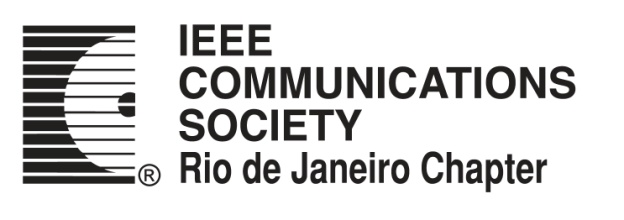 IEEE
COMMUNICATIONS
SOCIETY
® Rio de Janeiro Chapter